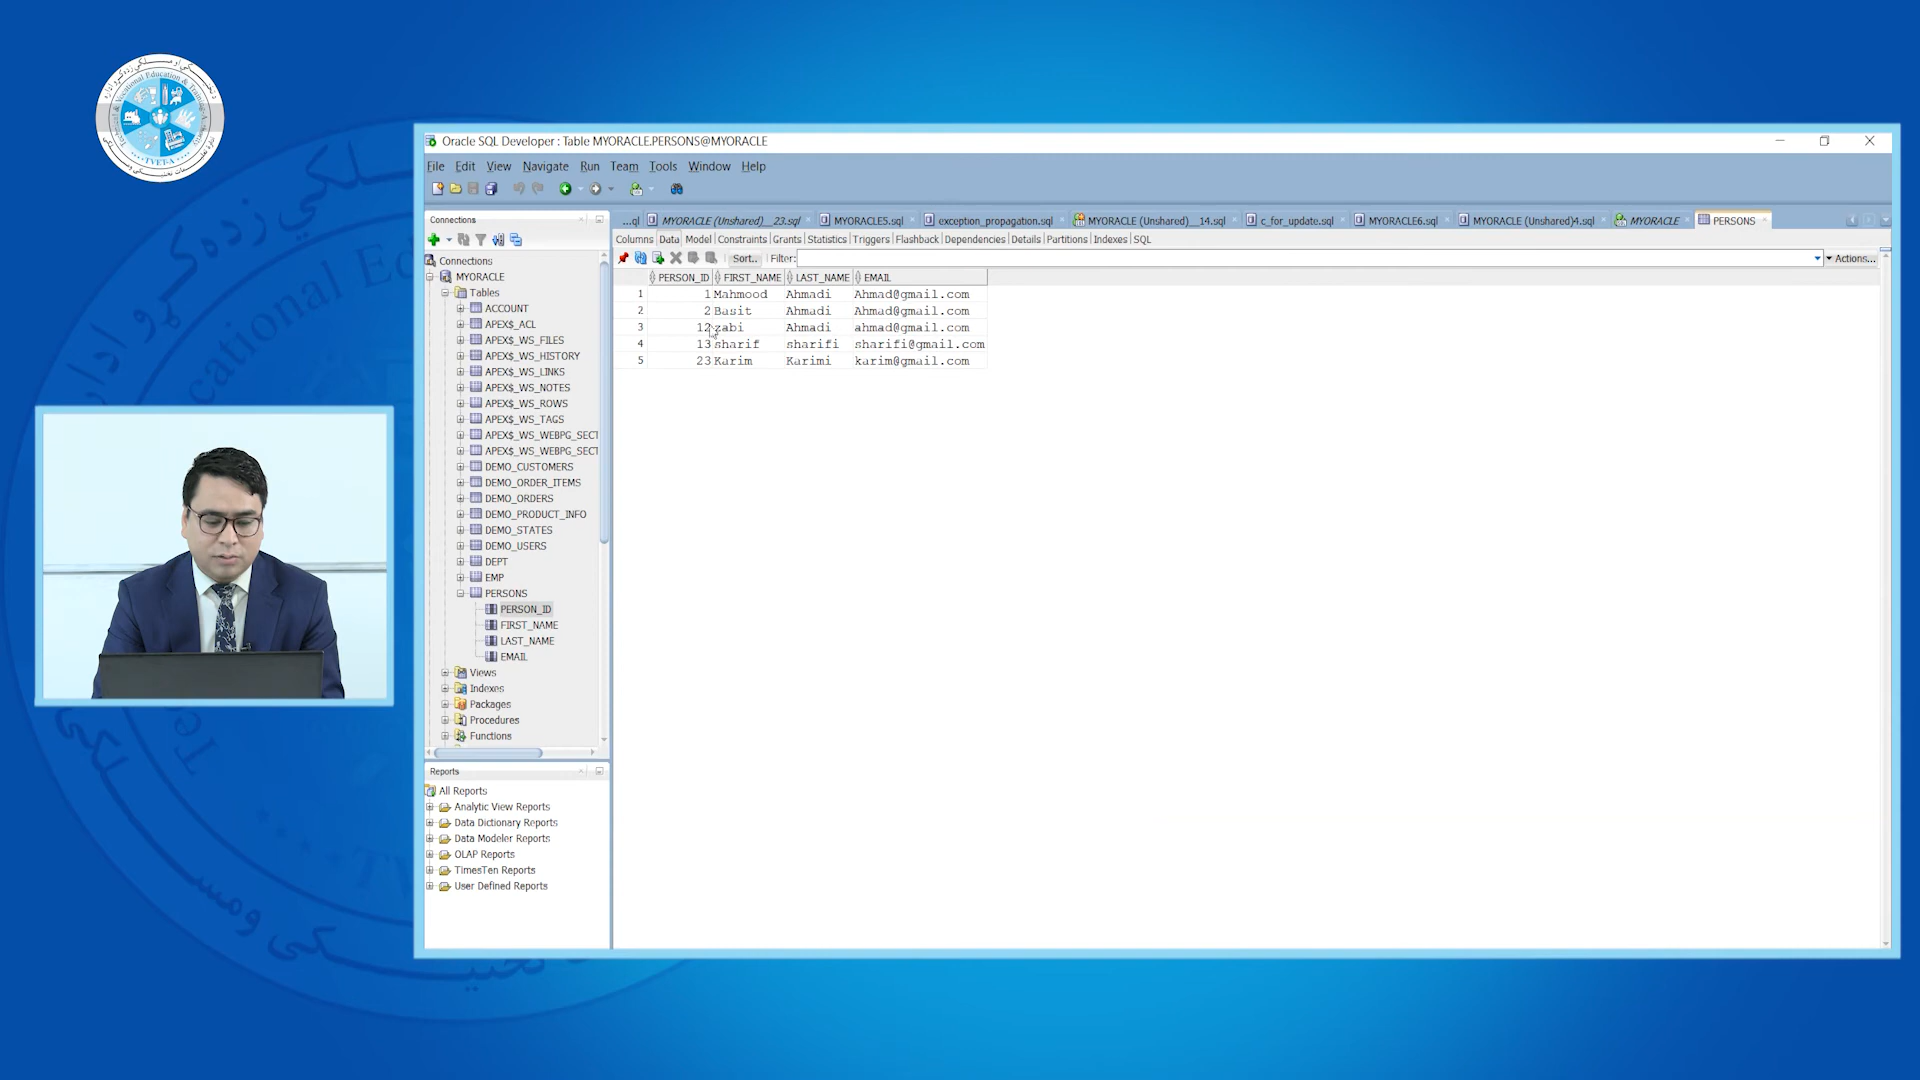 Technical & Vocational Education & Training Authority
TVET-A
Oracle SQL Developer : Table MYORACLE.PERSONS@MYORACLE
File Edit View Navigate Run Team Tools Window Help
Connections
...ql MYORACLE (Unshared)__23.sql MYORACLE5.sql exception_propagation.sql MYORACLE (Unshared)__14.sql c_for_update.sql MYORACLE6.sql MYORACLE (Unshared)4.sql MYORACLE PERSONS
Columns Data Model Constraints Grants Statistics Triggers Flashback Dependencies Details Partitions Indexes SQL
Sort.. Filter: Actions...
PERSON_ID FIRST_NAME LAST_NAME EMAIL
1 1 Mahmood Ahmadi Ahmad@gmail.com
2 2 Basit Ahmadi Ahmad@gmail.com
3 12 zabi Ahmadi ahmad@gmail.com
4 13 sharif sharifi sharifi@gmail.com
5 23 Karim Karimi karim@gmail.com
Connections
MYORACLE
Tables
ACCOUNT
APEX$_ACL
APEX$_WS_FILES
APEX$_WS_HISTORY
APEX$_WS_LINKS
APEX$_WS_NOTES
APEX$_WS_ROWS
APEX$_WS_TAGS
APEX$_WS_WEBPG_SECT
APEX$_WS_WEBPG_SECT
DEMO_CUSTOMERS
DEMO_ORDER_ITEMS
DEMO_ORDERS
DEMO_PRODUCT_INFO
DEMO_STATES
DEMO_USERS
DEPT
EMP
PERSONS
PERSON_ID
FIRST_NAME
LAST_NAME
EMAIL
Views
Indexes
Packages
Procedures
Functions
Reports
All Reports
Analytic View Reports
Data Dictionary Reports
Data Modeler Reports
OLAP Reports
TimesTen Reports
User Defined Reports